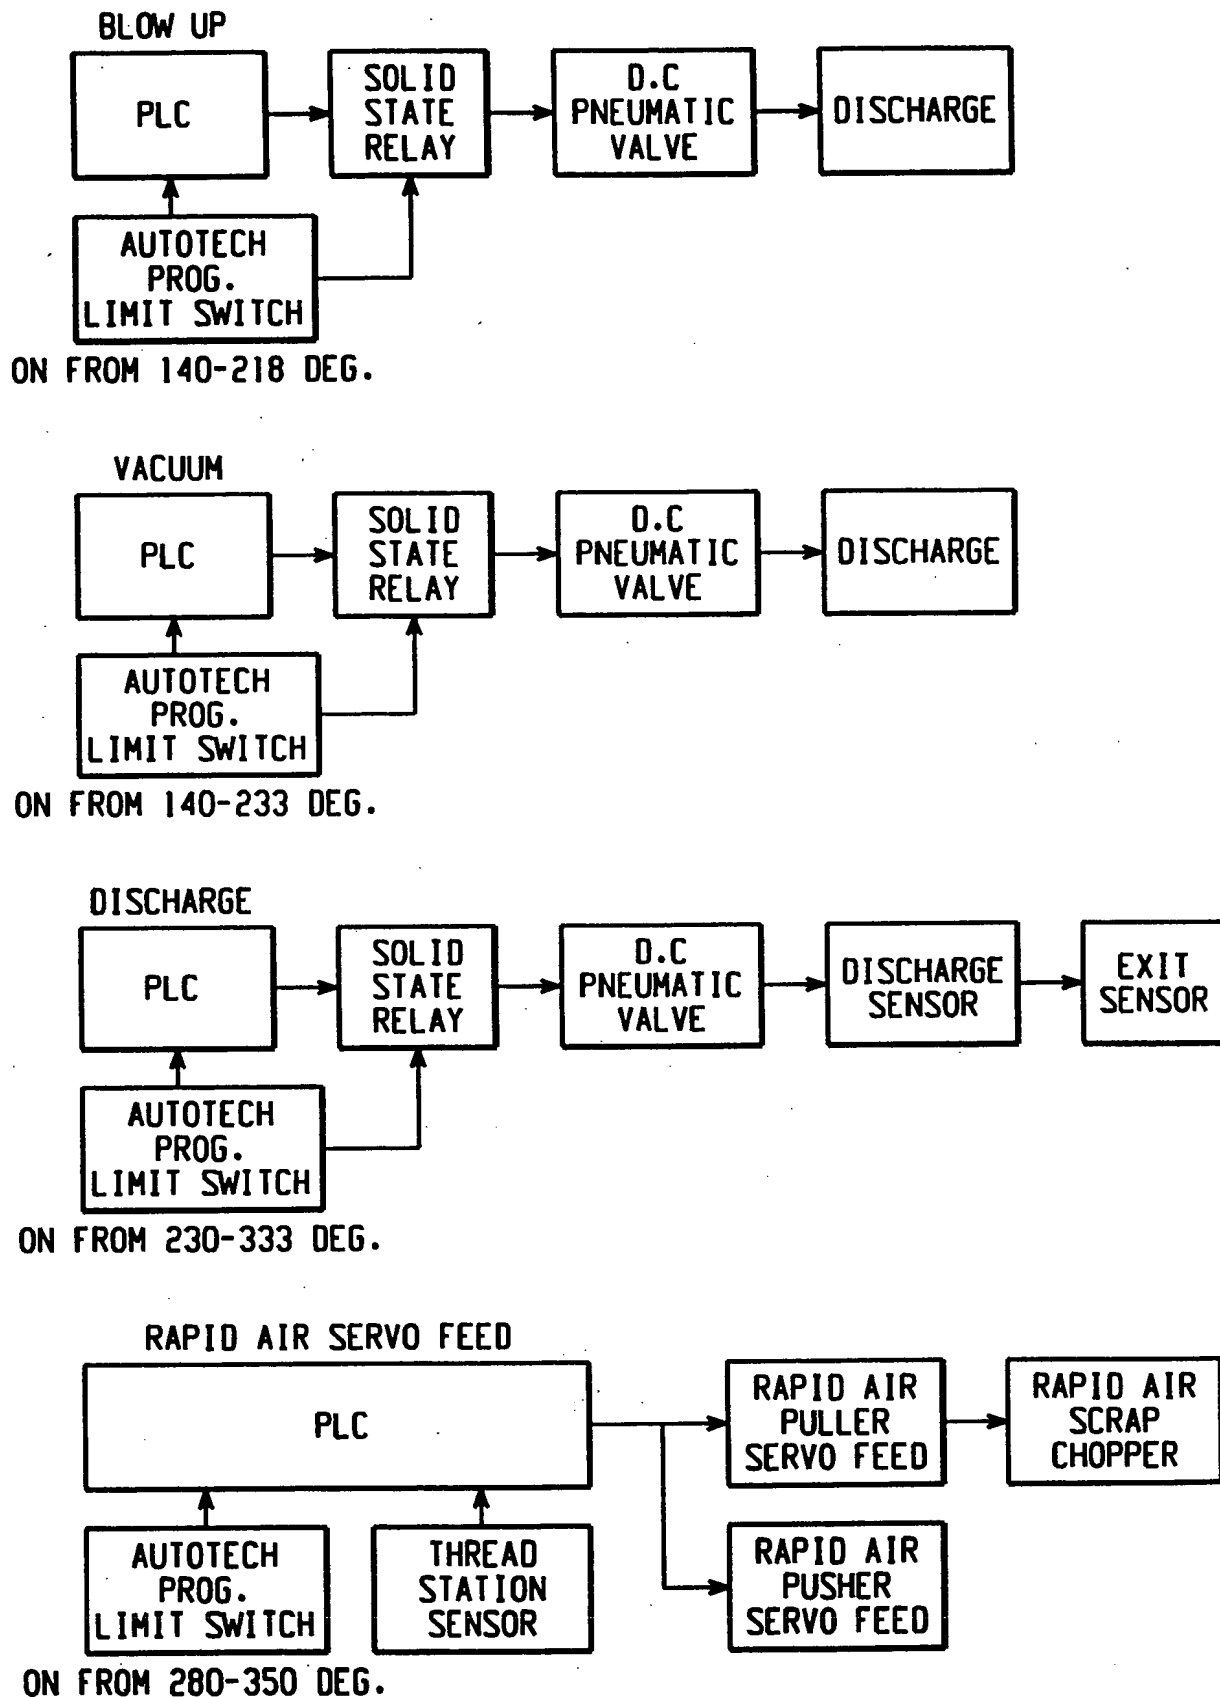 BLOW UP
PLC
SOLID
STATE
RELAY
D.C
PNEUMATIC
VALVE
DISCHARGE
AUTOTECH
PROG.
LIMIT SWITCH
ON FROM 140-218 DEG.
VACUUM
PLC
SOLID
STATE
RELAY
D.C
PNEUMATIC
VALVE
DISCHARGE
AUTOTECH
PROG.
LIMIT SWITCH
ON FROM 140-233 DEG.
DISCHARGE
PLC
SOLID
STATE
RELAY
D.C
PNEUMATIC
VALVE
DISCHARGE
SENSOR
EXIT
SENSOR
AUTOTECH
PROG.
LIMIT SWITCH
ON FROM 230-333 DEG.
RAPID AIR SERVO FEED
PLC
RAPID AIR
PULLER
SERVO FEED
RAPID AIR
SCRAP
CHOPPER
AUTOTECH
PROG.
LIMIT SWITCH
THREAD
STATION
SENSOR
RAPID AIR
PUSHER
SERVO FEED
ON FROM 280-350 DEG.